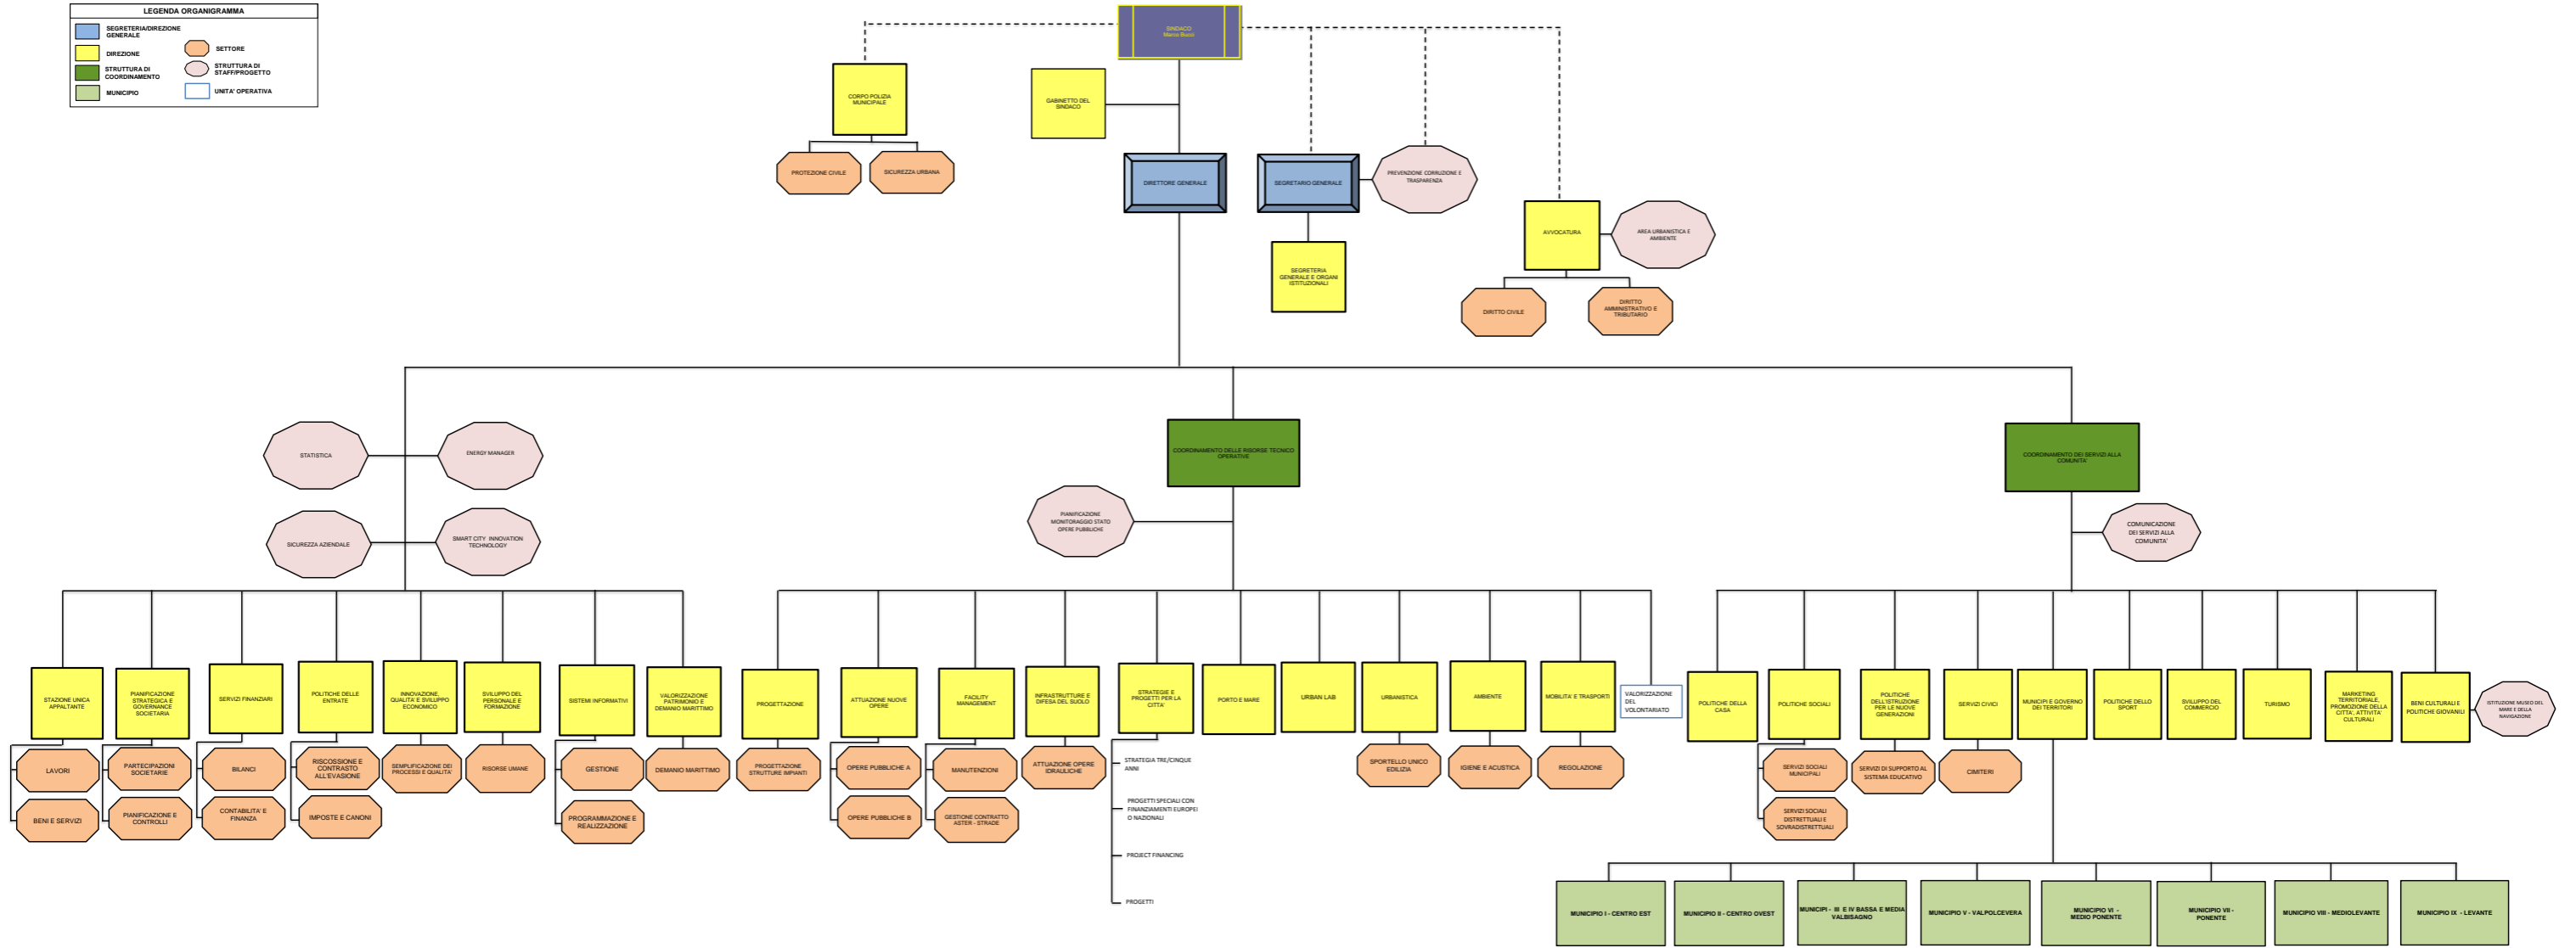 LEGENDA ORGANIGRAMMA
SEGRETERIA/DIREZIONE
GENERALE
DIREZIONE
STRUTTURA DI
COORDINAMENTO
MUNICIPIO
SETTORE
STRUTTURA DI
STAFF/PROGETTO
UNITA' OPERATIVA
SINDACO
Marco Bucci
CORPO POLIZIA
MUNICIPALE
GABINETTO DEL
SINDACO
PROTEZIONE CIVILE
SICUREZZA URBANA
DIRETTORE GENERALE
SEGRETARIO GENERALE
PREVENZIONE CORRUZIONE E
TRASPARENZA
AVVOCATURA
AREA URBANISTICA E
AMBIENTE
SEGRETERIA
GENERALE E ORGANI
ISTITUZIONALI
DIRITTO CIVILE
DIRITTO
AMMINISTRATIVO E
TRIBUTARIO
STATISTICA
ENERGY MANAGER
SICUREZZA AZIENDALE
SMART CITY INNOVATION
TECHNOLOGY
COORDINAMENTO DELLE RISORSE TECNICO
OPERATIVE
PIANIFICAZIONE
MONITORAGGIO STATO
OPERE PUBBLICHE
COORDINAMENTO DEI SERVIZI ALLA
COMUNITA'
COMUNICAZIONE
DEI SERVIZI ALLA
COMUNITA'
STAZIONE UNICA
APPALTANTE
PIANIFICAZIONE
STRATEGICA E
GOVERNANCE
SOCIETARIA
SERVIZI FINANZIARI
POLITICHE DELLE
ENTRATE
INNOVAZIONE,
QUALITA' E SVILUPPO
ECONOMICO
SVILUPPO DEL
PERSONALE E
FORMAZIONE
SISTEMI INFORMATIVI
VALORIZZAZIONE
PATRIMONIO E
DEMANIO MARITTIMO
PROGETTAZIONE
ATTUAZIONE NUOVE
OPERE
FACILITY
MANAGEMENT
INFRASTRUTTURE E
DIFESA DEL SUOLO
STRATEGIE E
PROGETTI PER LA
CITTA'
PORTO E MARE
URBAN LAB
URBANISTICA
AMBIENTE
MOBILITA' E TRASPORTI
VALORIZZAZIONE
DEL
VOLONTARIATO
POLITICHE DELLA
CASA
POLITICHE SOCIALI
POLITICHE
DELL'ISTRUZIONE
PER LE NUOVE
GENERAZIONI
SERVIZI CIVICI
MUNICIPI E GOVERNO
DEI TERRITORI
POLITICHE DELLO
SPORT
SVILUPPO DEL
COMMERCIO
TURISMO
MARKETING
TERRITORIALE,
PROMOZIONE DELLA
CITTA', ATTIVITA'
CULTURALI
BENI CULTURALI E
POLITICHE GIOVANILI
ISTITUZIONE MUSEO DEL
MARE E DELLA
NAVIGAZIONE
LAVORI
BENI E SERVIZI
PARTECIPAZIONI
SOCIETARIE
PIANIFICAZIONE E
CONTROLLI
BILANCI
CONTABILITA' E
FINANZA
RISCOSSIONE E
CONTRASTO
ALL'EVASIONE
IMPOSTE E CANONI
SEMPLIFICAZIONE DEI
PROCESSI E QUALITA'
RISORSE UMANE
GESTIONE
PROGRAMMAZIONE E
REALIZZAZIONE
DEMANIO MARITTIMO
PROGETTAZIONE
STRUTTURE IMPIANTI
OPERE PUBBLICHE A
OPERE PUBBLICHE B
MANUTENZIONI
GESTIONE CONTRATTO
ASTER - STRADE
ATTUAZIONE OPERE
IDRAULICHE
STRATEGIA TRE/CINQUE
ANNI
PROGETTI SPECIALI CON
FINANZIAMENTI EUROPEI
O NAZIONALI
PROJECT FINANCING
PROGETTI
SPORTELLO UNICO
EDILIZIA
IGIENE E ACUSTICA
REGOLAZIONE
SERVIZI SOCIALI
MUNICIPALI
SERVIZI SOCIALI
DISTRETTUALI E
SOVRADISTRETTUALI
SERVIZI DI SUPPORTO AL
SISTEMA EDUCATIVO
CIMITERI
MUNICIPIO I - CENTRO EST
MUNICIPIO II - CENTRO OVEST
MUNICIPI - III E IV BASSA E MEDIA
VALBISAGNO
MUNICIPIO V - VALPOLCEVERA
MUNICIPIO VI -
MEDIO PONENTE
MUNICIPIO VII -
PONENTE
MUNICIPIO VIII - MEDIOLEVANTE
MUNICIPIO IX - LEVANTE